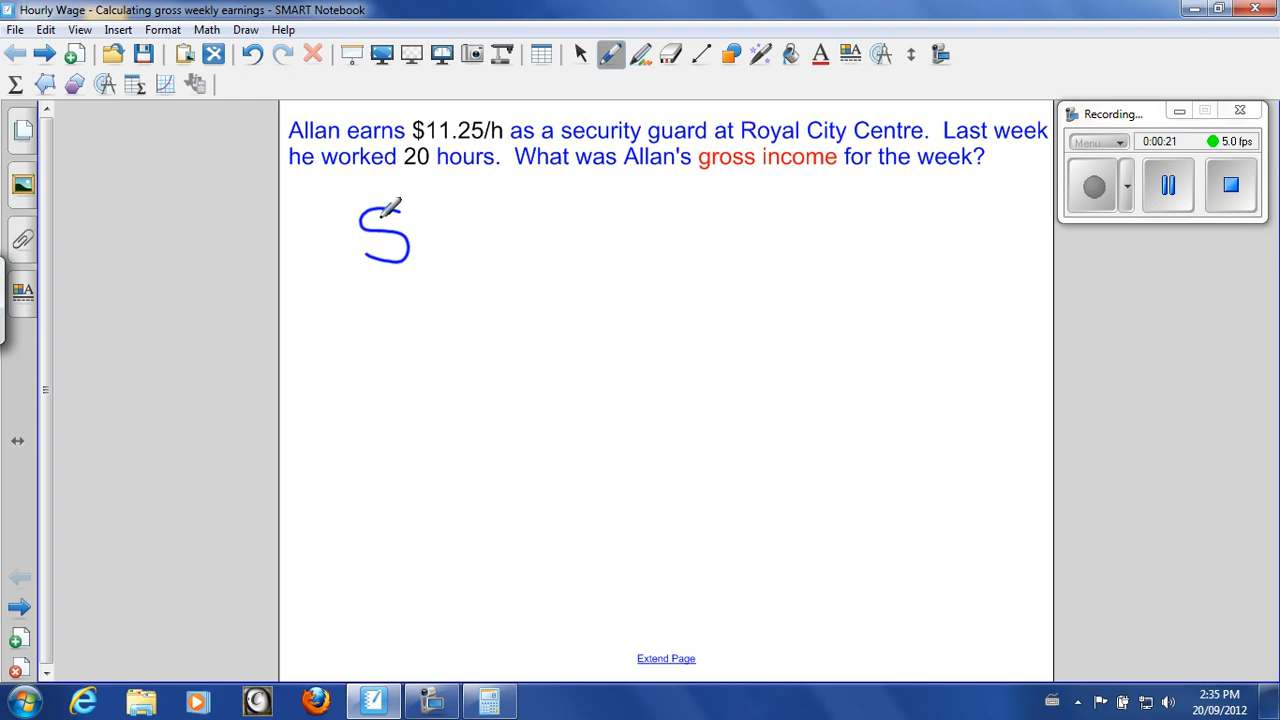 Hourly Wage - Calculating gross weekly earnings - SMART Notebook
File Edit View Insert Format Math Draw Help
Allan earns $11.25/h as a security guard at Royal City Centre. Last week
he worked 20 hours. What was Allan's gross income for the week?
S
Recording...
Menu
0:00:21
5.0 fps
Extend Page
2:35 PM
20/09/2012